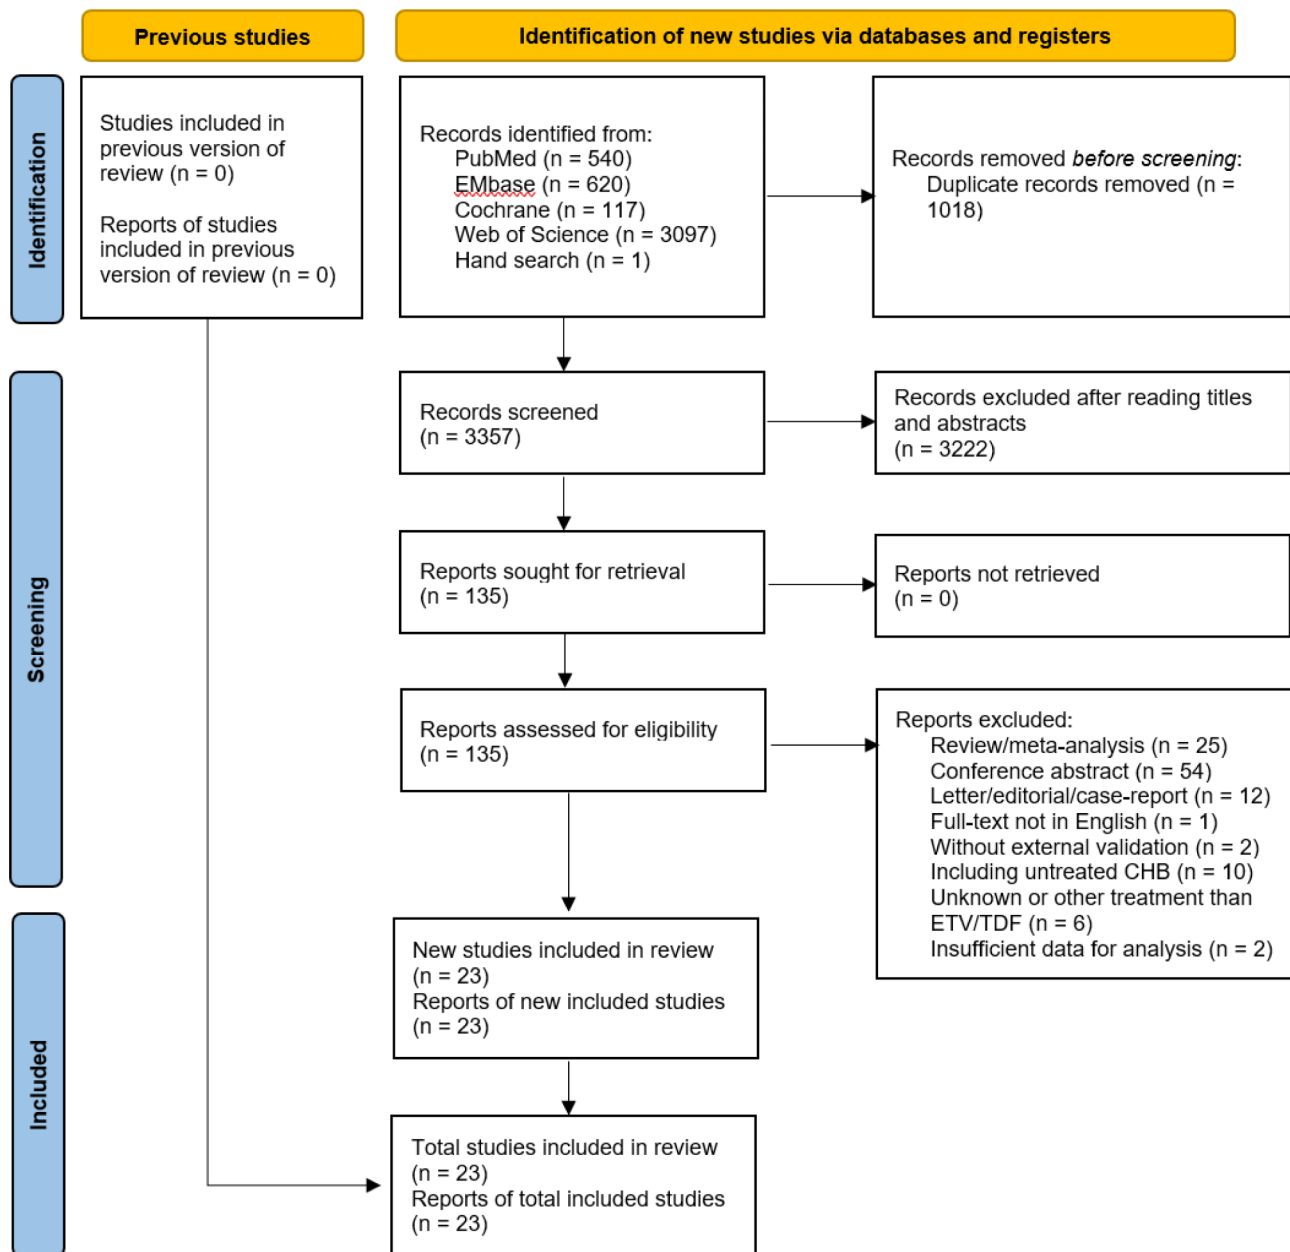 Previous studies
Identification of new studies via databases and registers
Identification
Studies included in
previous version of
review (n = 0)
Reports of studies
included in previous
version of review (n = 0)
Records identified from:
PubMed (n = 540)
EMbase (n = 620)
Cochrane (n = 117)
Web of Science (n = 3097)
Hand search (n = 1)
Records removed before screening:
Duplicate records removed (n =
1018)
Screening
Records screened
(n = 3357)
Records excluded after reading titles
and abstracts
(n = 3222)
Reports sought for retrieval
(n = 135)
Reports not retrieved
(n = 0)
Reports assessed for eligibility
(n = 135)
Reports excluded:
Review/meta-analysis (n = 25)
Conference abstract (n = 54)
Letter/editorial/case-report (n = 12)
Full-text not in English (n = 1)
Without external validation (n = 2)
Including untreated CHB (n = 10)
Unknown or other treatment than
ETV/TDF (n = 6)
Insufficient data for analysis (n = 2)
Included
New studies included in review
(n = 23)
Reports of new included studies
(n = 23)
Total studies included in review
(n = 23)
Reports of total included studies
(n = 23)